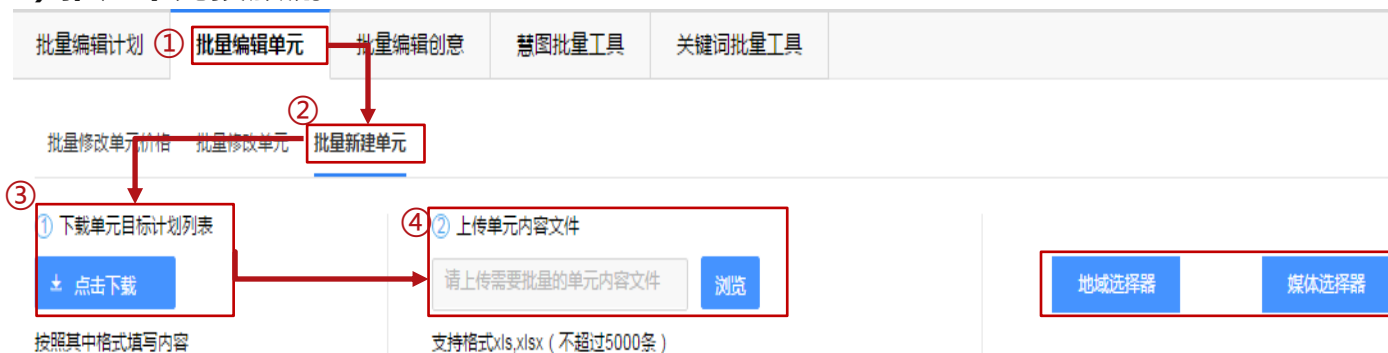 批量编辑计划 ① 批量编辑单元 批量编辑创意 慧图批量工具 关键词批量工具
②
批量修改单元价格 批量修改单元 批量新建单元
③ ① 下载单元目标计划列表 ④ ② 上传单元内容文件
点击下载 请上传需要批量的单元内容文件 浏览 地域选择器 媒体选择器
按照其中格式填写内容 支持格式xls,xlsx（不超过5000条）